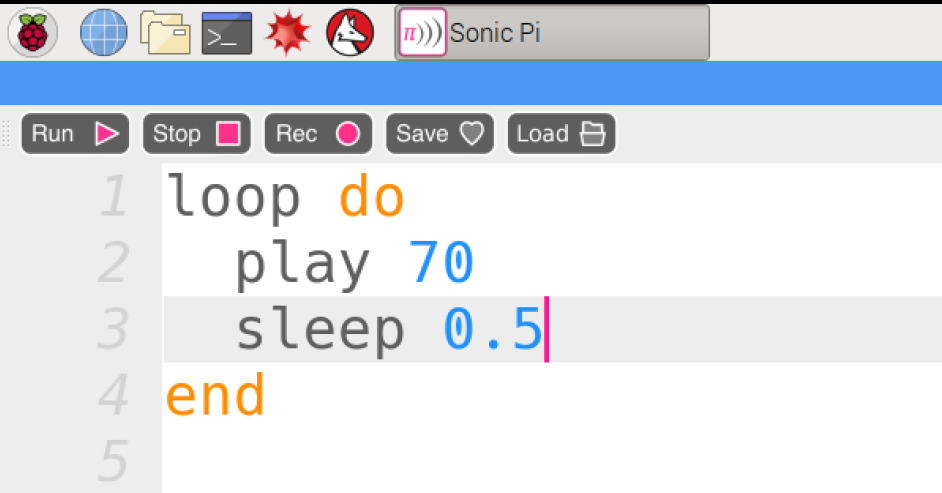 π))) Sonic Pi
Run Stop Rec Save Load
1 loop do
2   play 70
3   sleep 0.5
4 end
5